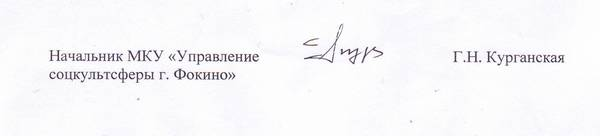 Начальник МКУ «Управление
соцкультсферы г. Фокино»
Г.Н. Курганская